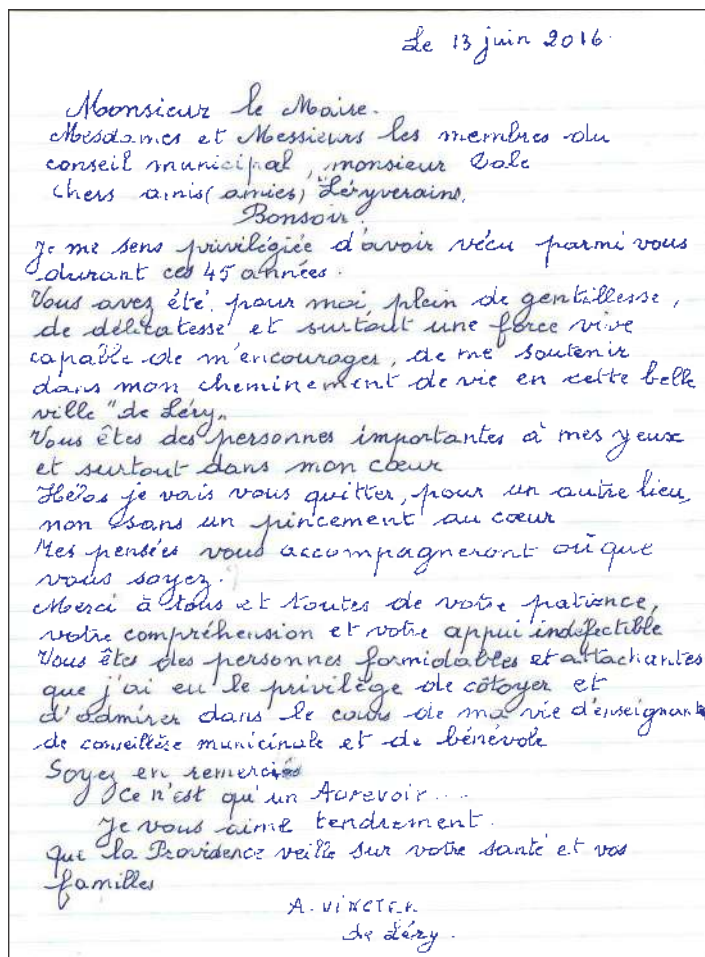 Le 13 juin 2016.
Monsieur le Maire.
Mesdames et Messieurs les membres du
conseil municipal, monsieur
chers amis (amies) Léryverains,
Bonsoir.
Je me sens privilégiée d'avoir vécu parmi vous
durant ces 45 années.
Vous avez été, pour moi, plein de gentillesse,
de délicatesse et surtout une force vive
capable de m'encourager, de me soutenir
dans mon cheminement de vie en cette belle
ville "de Léry"
Vous êtes des personnes importantes à mes yeux
et surtout dans mon cœur
Hélas je vais vous quitter, pour un autre lieu,
non sans un pincement au cœur
Mes pensées vous accompagneront où que
vous soyez.
Merci à tous et toutes de votre patience,
votre compréhension et votre appui indéfectible
Vous êtes des personnes formidables et attachantes
que j'ai eu le privilège de côtoyer et
d'admirer dans le cours de ma vie d'enseignante
de conseillère municipale et de bénévole
Soyez en remerciés
Ce n'est qu'un Aurevoir....
Je vous aime tendrement.
que la Providence veille sur votre santé et vos
familles
A.
de Léry.